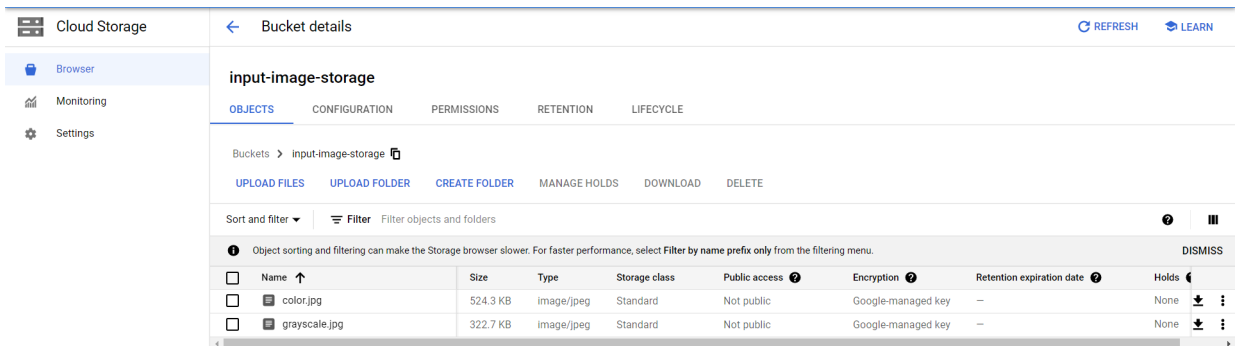 Cloud Storage
Bucket details
REFRESH
LEARN
Browser
Monitoring
Settings
input-image-storage
OBJECTS CONFIGURATION PERMISSIONS RETENTION LIFECYCLE
Buckets > input-image-storage
UPLOAD FILES UPLOAD FOLDER CREATE FOLDER MANAGE HOLDS DOWNLOAD DELETE
Sort and filter Filter Filter objects and folders
Object sorting and filtering can make the Storage browser slower. For faster performance, select Filter by name prefix only from the filtering menu. DISMISS
Name Size Type Storage class Public access Encryption Retention expiration date Holds
color.jpg 524.3 KB image/jpeg Standard Not public Google-managed key — None
grayscale.jpg 322.7 KB image/jpeg Standard Not public Google-managed key — None